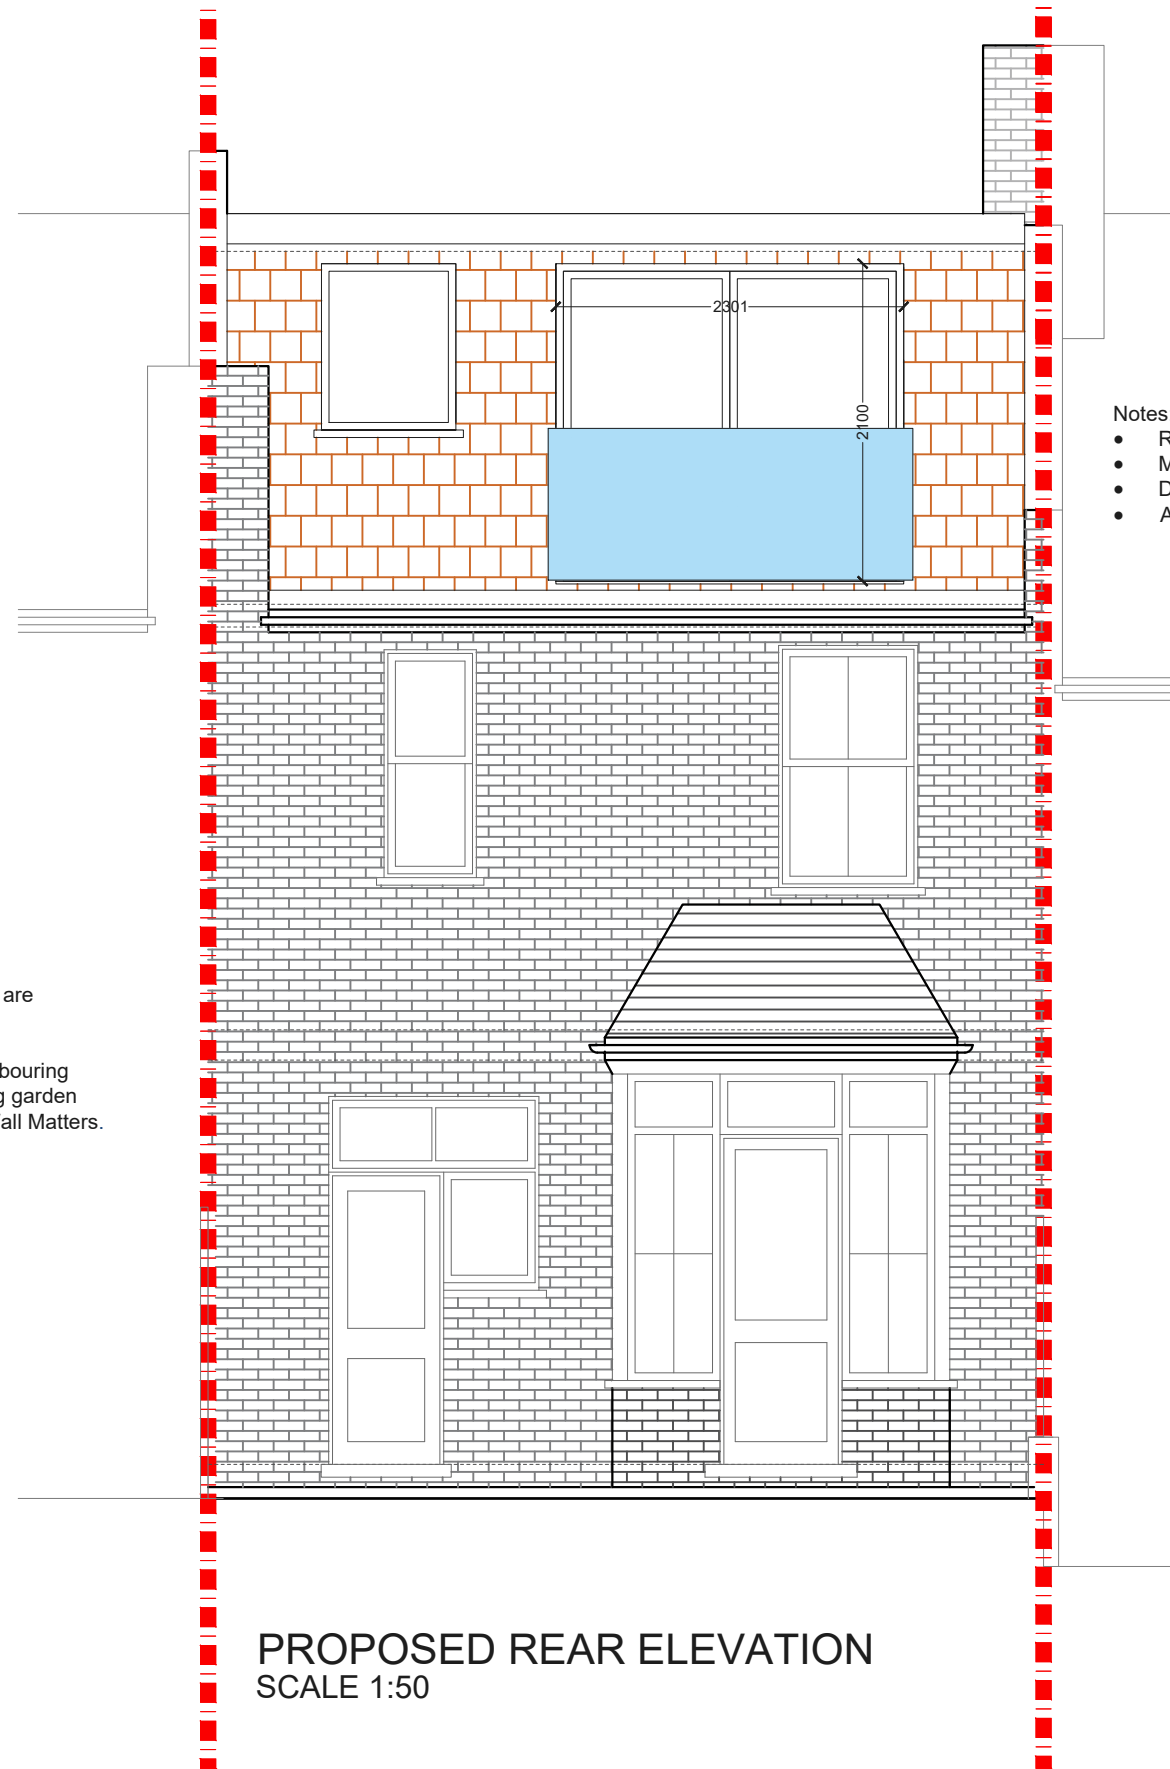 2301
2100
Notes
• R
• M
• D
• A
are
bouring
g garden
all Matters.
PROPOSED REAR ELEVATION
SCALE 1:50